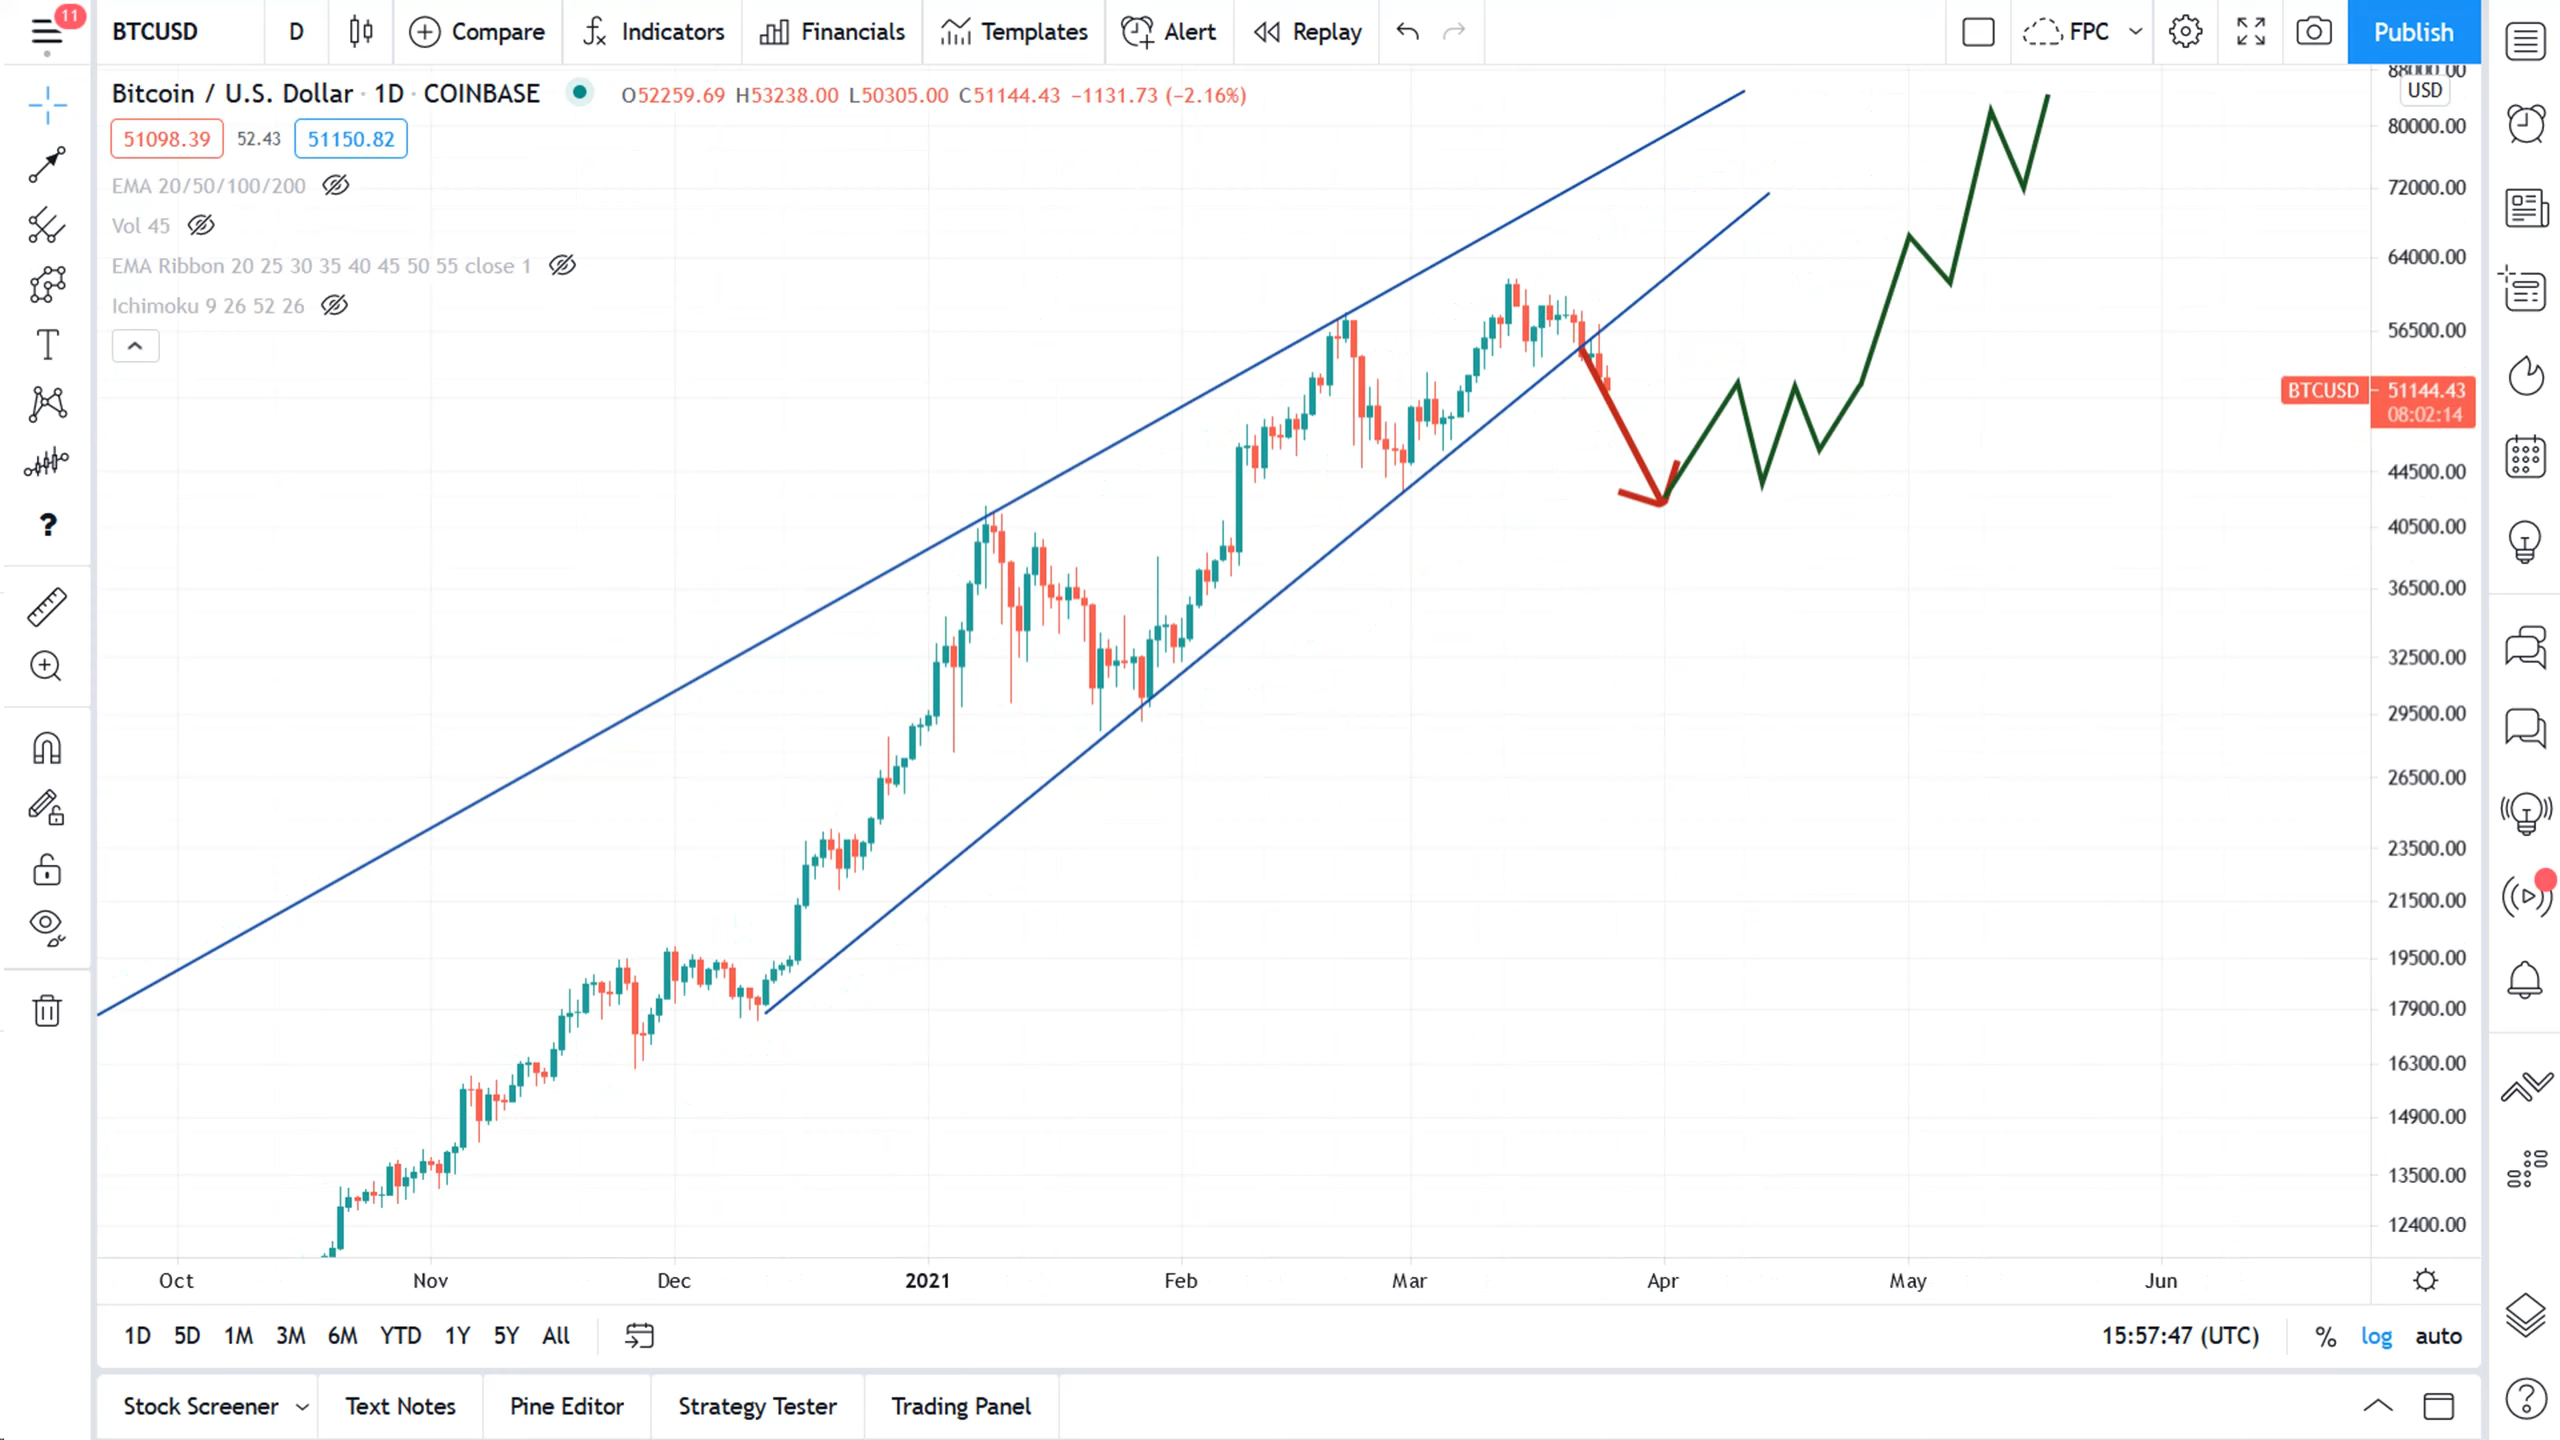 11
BTCUSD D Compare Indicators Financials Templates Alert Replay FPC Publish
Bitcoin / U.S. Dollar · 1D · COINBASE O52259.69 H53238.00 L50305.00 C51144.43 −1131.73 (−2.16%)
51098.39 52.43 51150.82
EMA 20/50/100/200
Vol 45
EMA Ribbon 20 25 30 35 40 45 50 55 close 1
Ichimoku 9 26 52 26
T
?
88000.00
USD
80000.00
72000.00
64000.00
56500.00
BTCUSD 51144.43
08:02:14
44500.00
40500.00
36500.00
32500.00
29500.00
26500.00
23500.00
21500.00
19500.00
17900.00
16300.00
14900.00
13500.00
12400.00
Oct Nov Dec 2021 Feb Mar Apr May Jun
1D 5D 1M 3M 6M YTD 1Y 5Y All 15:57:47 (UTC) % log auto
Stock Screener Text Notes Pine Editor Strategy Tester Trading Panel